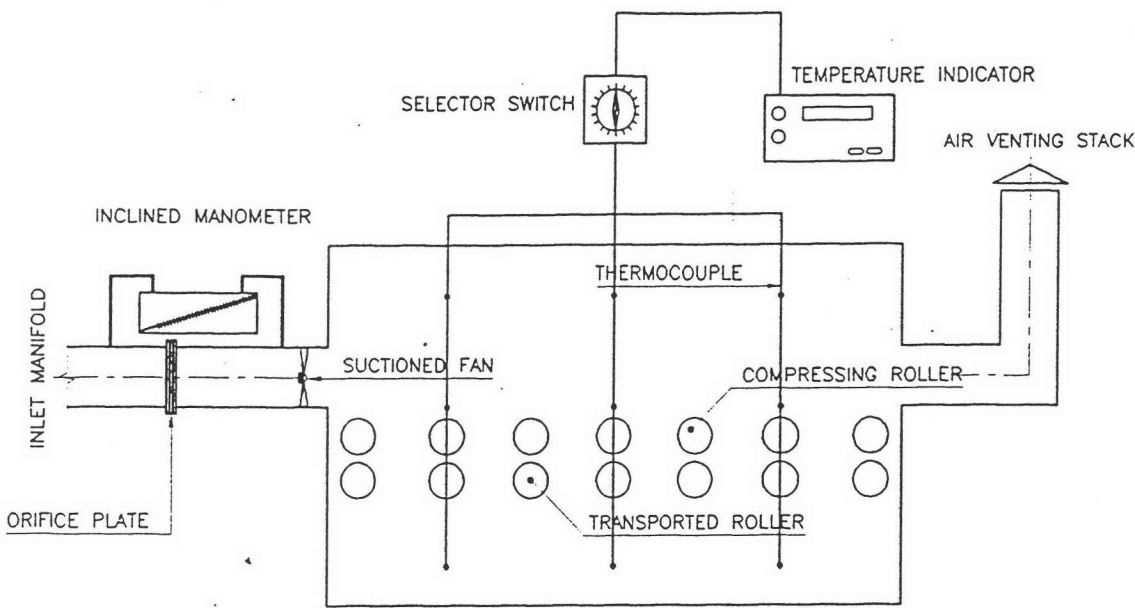 TEMPERATURE INDICATOR
SELECTOR SWITCH
AIR VENTING STACK
INCLINED MANOMETER
THERMOCOUPLE
INLET MANIFOLD
SUCTIONED FAN
COMPRESSING ROLLER
ORIFICE PLATE
TRANSPORTED ROLLER